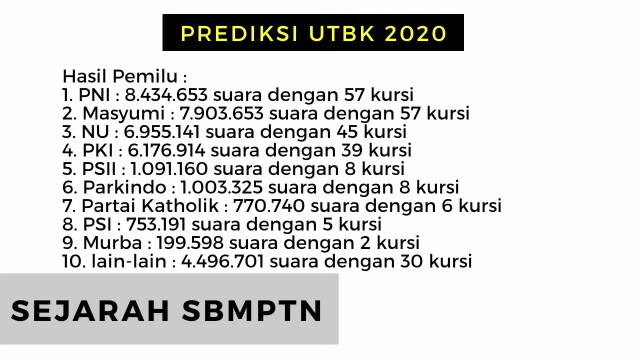 PREDIKSI UTBK 2020
Hasil Pemilu :
1. PNI : 8.434.653 suara dengan 57 kursi
2. Masyumi : 7.903.653 suara dengan 57 kursi
3. NU : 6.955.141 suara dengan 45 kursi
4. PKI : 6.176.914 suara dengan 39 kursi
5. PSII : 1.091.160 suara dengan 8 kursi
6. Parkindo : 1.003.325 suara dengan 8 kursi
7. Partai Katholik : 770.740 suara dengan 6 kursi
8. PSI : 753.191 suara dengan 5 kursi
9. Murba : 199.598 suara dengan 2 kursi
10. lain-lain : 4.496.701 suara dengan 30 kursi
SEJARAH SBMPTN